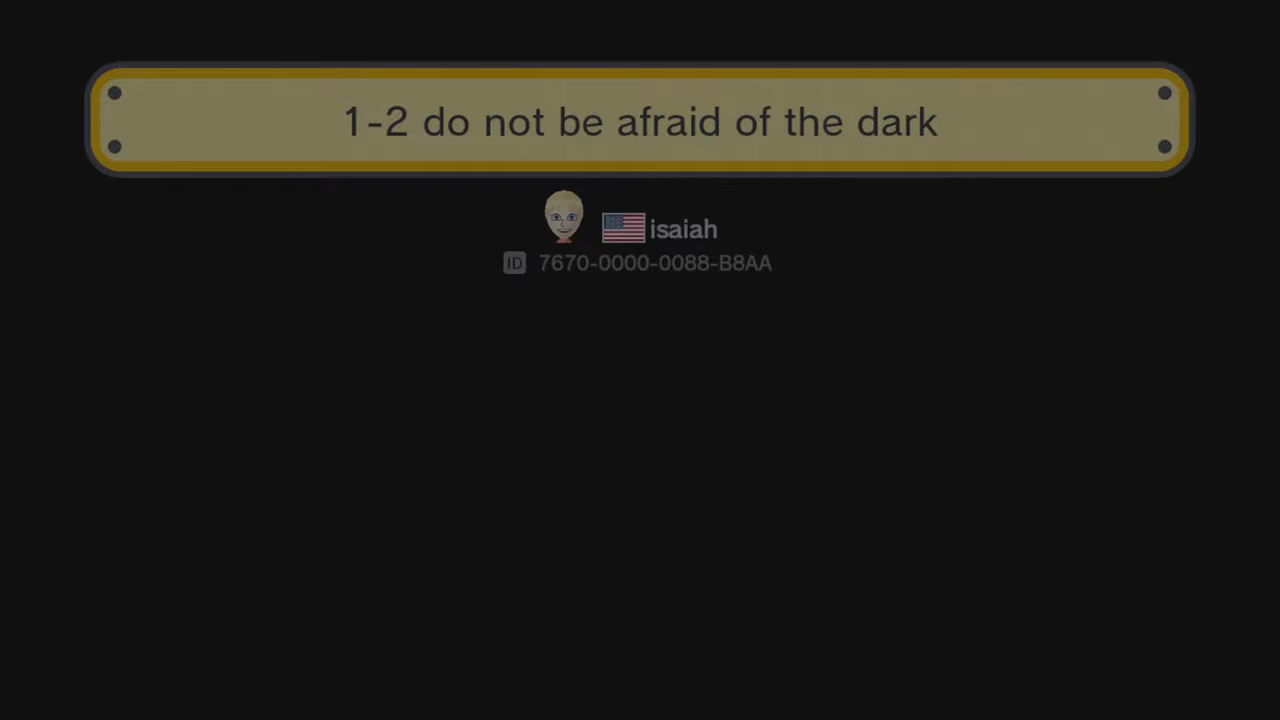 1-2 do not be afraid of the dark
isaiah
ID 7670-0000-0088-B8AA